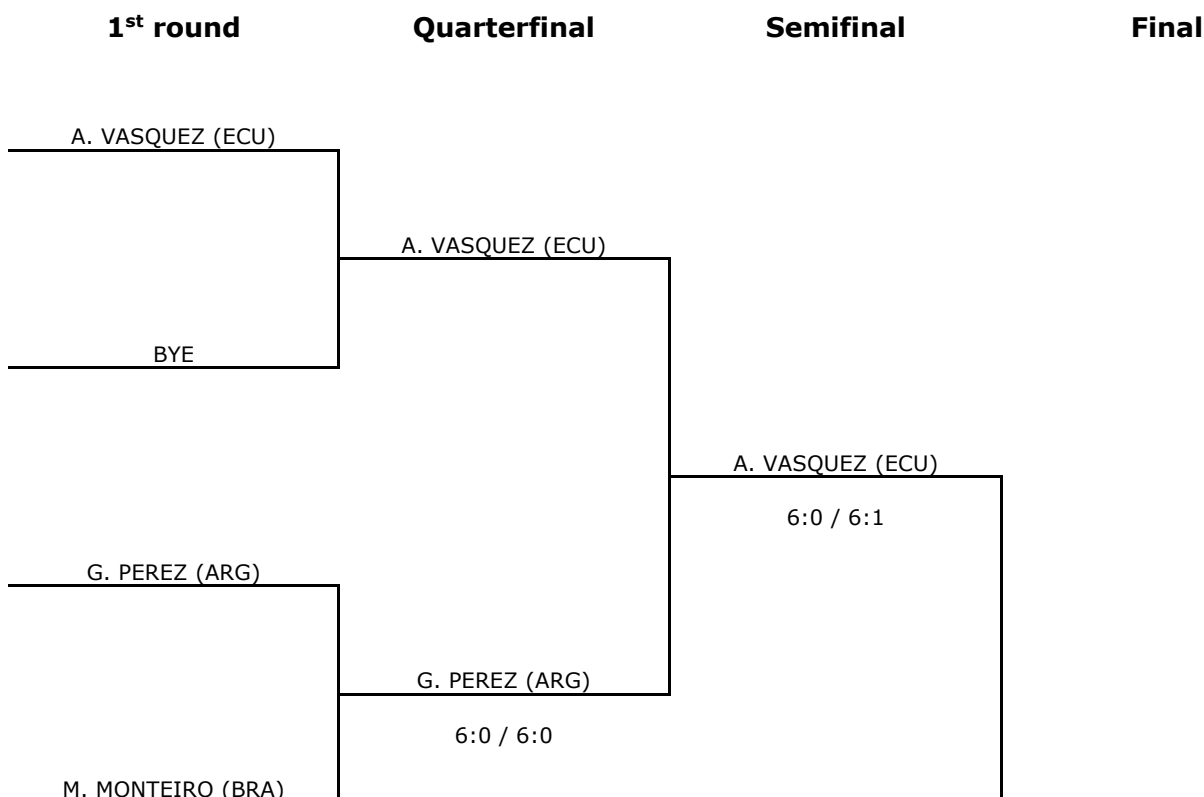 1st round Quarterfinal Semifinal Final
A. VASQUEZ (ECU)
A. VASQUEZ (ECU)
BYE
A. VASQUEZ (ECU)
6:0 / 6:1
G. PEREZ (ARG)
G. PEREZ (ARG)
6:0 / 6:0
M. MONTEIRO (BRA)